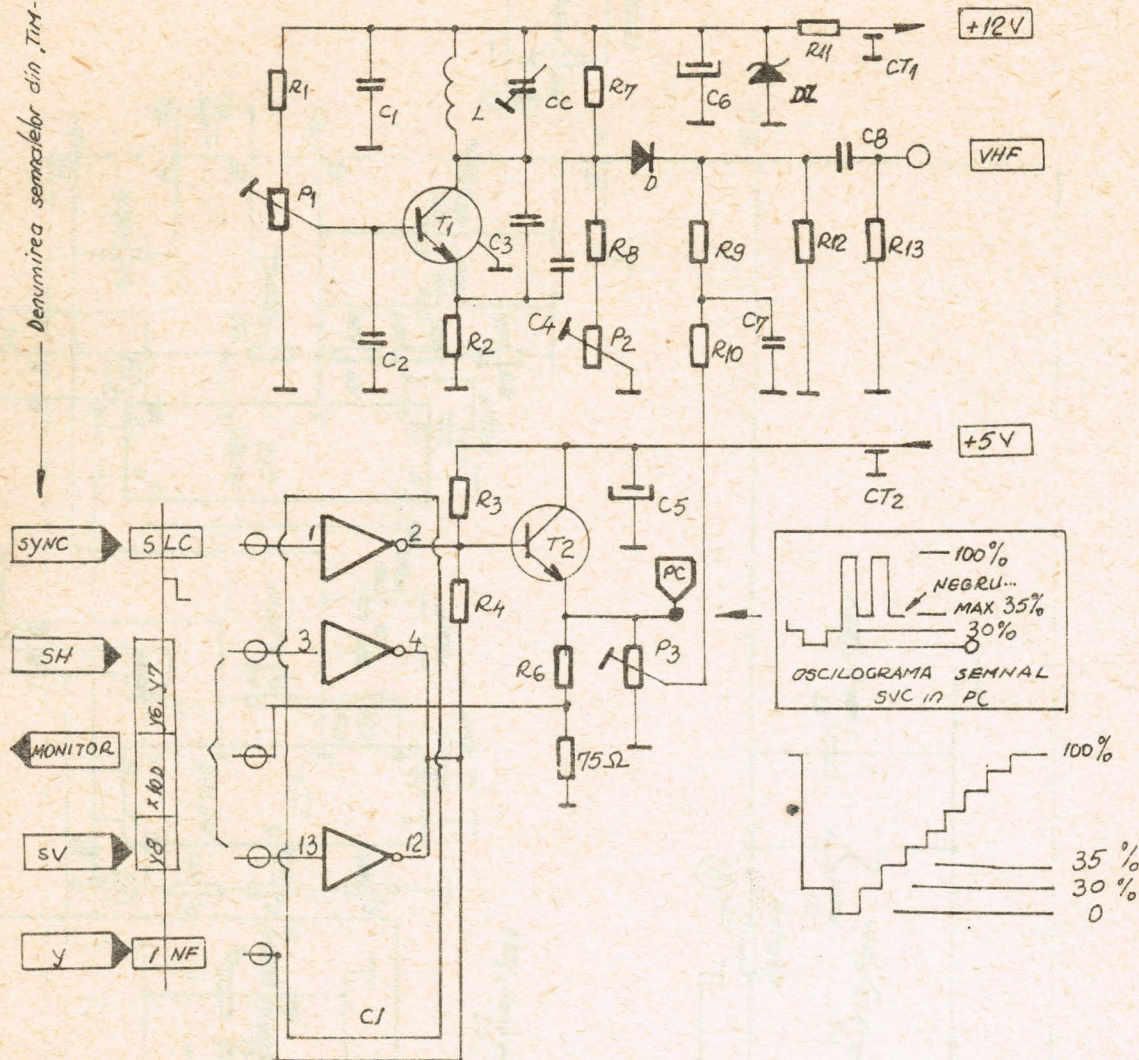 Denumirea semnalelor din „TIM-
+12V
R11
CT1
R1
C1
L
CC
R7
C6
DZ
C8
VHF
P1
T1
C3
D
R8
R9
R12
R13
C2
R2
C4
P2
R10
C7
+5V
CT2
R3
C5
SYNC
SLC
1
2
T2
PC
100%
NEGRU...
MAX 35%
30%
OSCILOGRAMA SEMNAL
SVC in PC
R4
SH
3
4
R6
P3
Y6, Y7
MONITOR
X10D
75Ω
100%
SV
Y8
13
12
35 %
30 %
0
Y
1 NF
C1